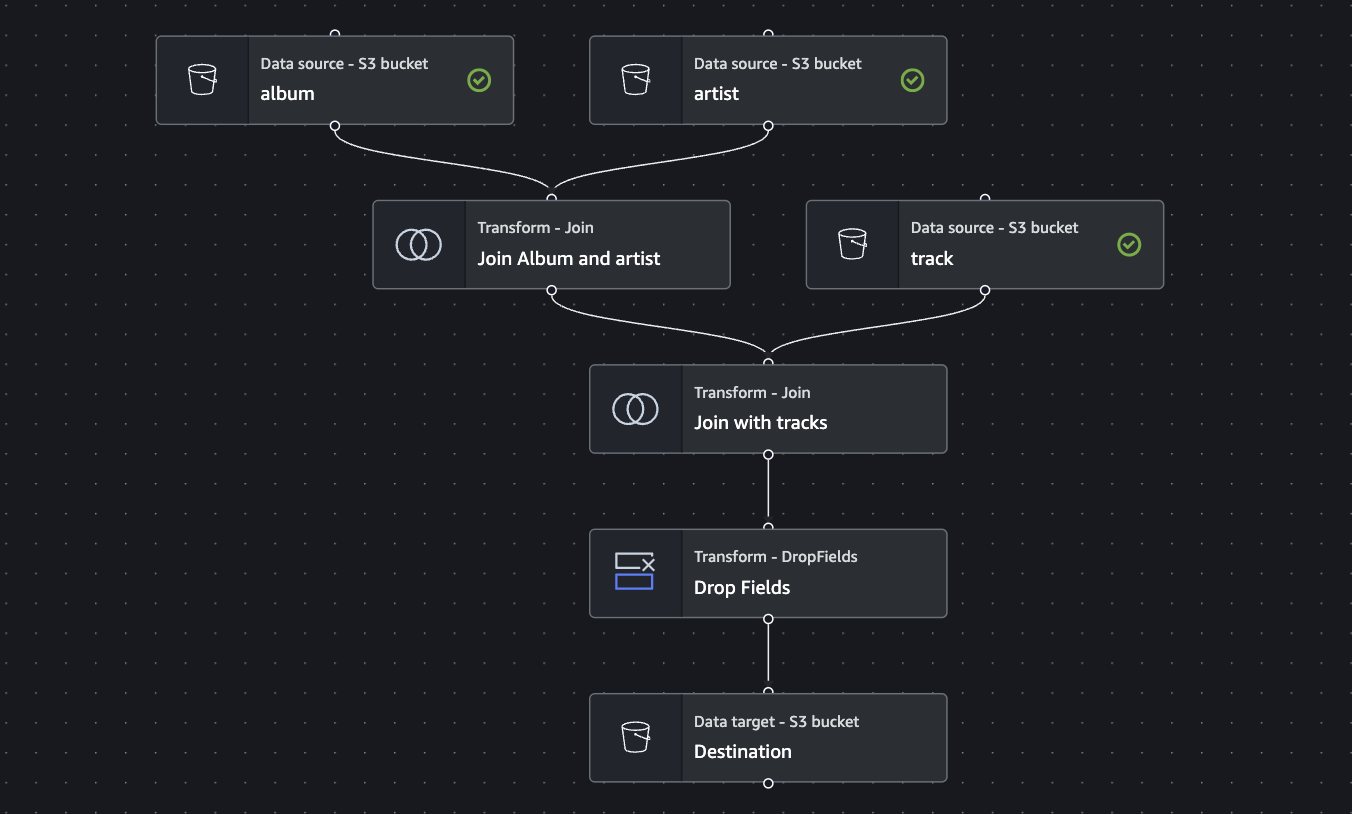 Data source - S3 bucket
album
Data source - S3 bucket
artist
Transform - Join
Join Album and artist
Data source - S3 bucket
track
Transform - Join
Join with tracks
Transform - DropFields
Drop Fields
Data target - S3 bucket
Destination